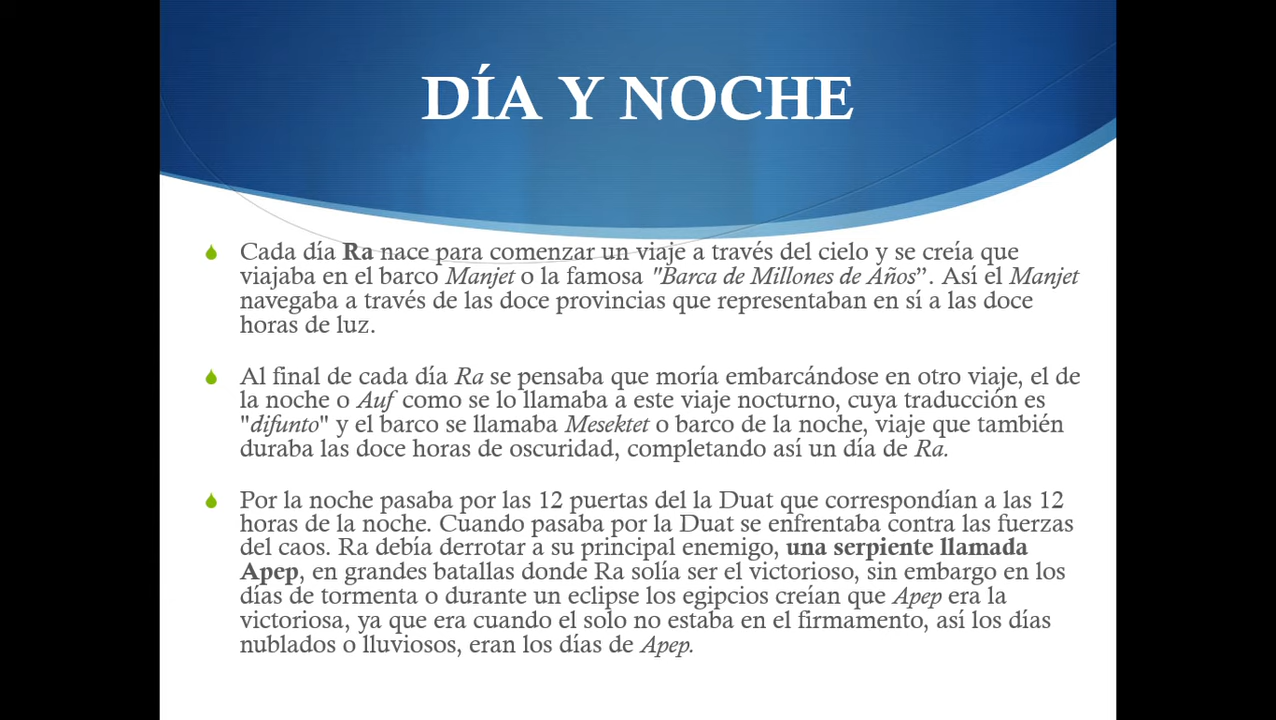 DÍA Y NOCHE
Cada día Ra nace para comenzar un viaje a través del cielo y se creía que
viajaba en el barco Manjet o la famosa "Barca de Millones de Años”. Así el Manjet
navegaba a través de las doce provincias que representaban en sí a las doce
horas de luz.
Al final de cada día Ra se pensaba que moría embarcándose en otro viaje, el de
la noche o Auf como se lo llamaba a este viaje nocturno, cuya traducción es
"difunto" y el barco se llamaba Mesektet o barco de la noche, viaje que también
duraba las doce horas de oscuridad, completando así un día de Ra.
Por la noche pasaba por las 12 puertas del la Duat que correspondían a las 12
horas de la noche. Cuando pasaba por la Duat se enfrentaba contra las fuerzas
del caos. Ra debía derrotar a su principal enemigo, una serpiente llamada
Apep, en grandes batallas donde Ra solía ser el victorioso, sin embargo en los
días de tormenta o durante un eclipse los egipcios creían que Apep era la
victoriosa, ya que era cuando el solo no estaba en el firmamento, así los días
nublados o lluviosos, eran los días de Apep.